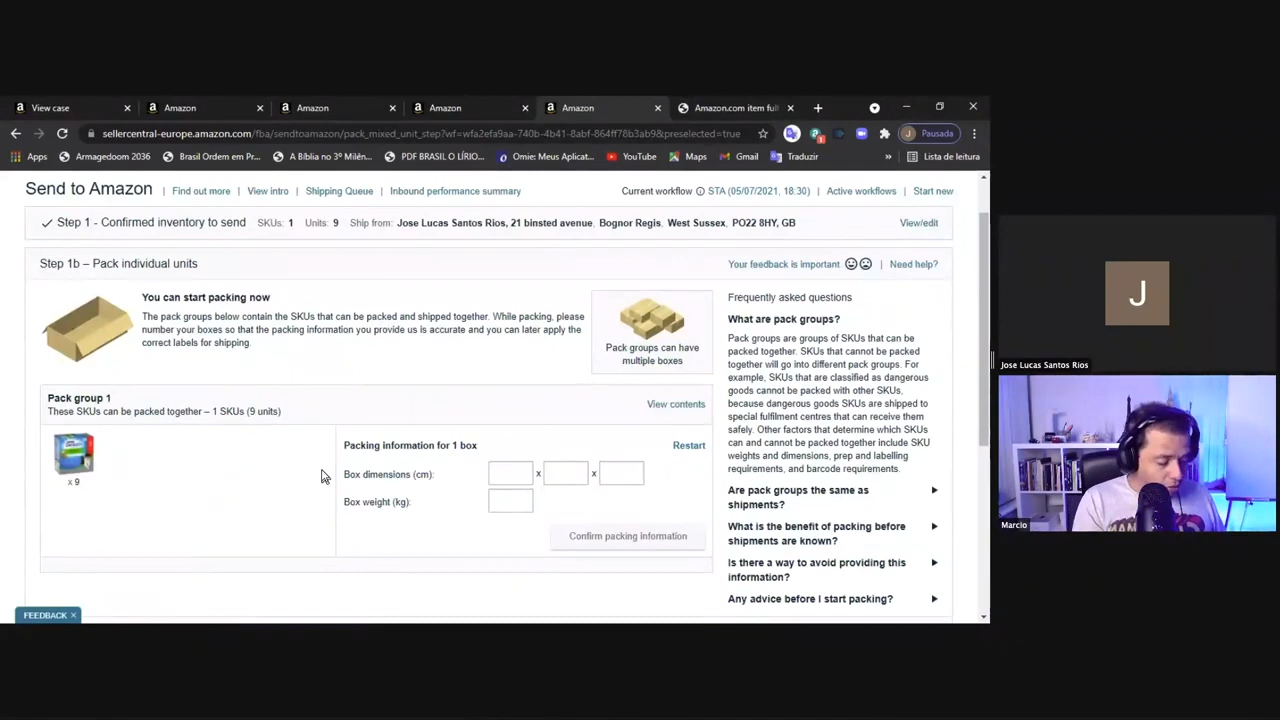 View case
Amazon
Amazon
Amazon
Amazon
Amazon.com item full
sellercentral-europe.amazon.com/fba/sendtoamazon/pack_mixed_unit_step?wf=wfa2efa9aa-740b-4b41-8abf-864ff78b3ab9&preselected=true
J Pausada
Apps
Armagedoom 2036
Brasil Ordem em Pr...
A Bíblia no 3º Milên...
PDF BRASIL O LÍRIO...
Omie: Meus Aplicat...
YouTube
Maps
Gmail
Traduzir
»
Lista de leitura
Send to Amazon
Find out more | View intro | Shipping Queue | Inbound performance summary
Current workflow STA (05/07/2021, 18:30) | Active workflows | Start new
Step 1 - Confirmed inventory to send SKUs: 1 Units: 9 Ship from: Jose Lucas Santos Rios, 21 binsted avenue, Bognor Regis, West Sussex, PO22 8HY, GB View/edit
Step 1b – Pack individual units
Your feedback is important | Need help?
You can start packing now
The pack groups below contain the SKUs that can be packed and shipped together. While packing, please
number your boxes so that the packing information you provide us is accurate and you can later apply the
correct labels for shipping.
Pack groups can have
multiple boxes
Pack group 1
These SKUs can be packed together – 1 SKUs (9 units)
View contents
x 9
Packing information for 1 box
Restart
Box dimensions (cm):
x
x
Box weight (kg):
Confirm packing information
Frequently asked questions
What are pack groups?
Pack groups are groups of SKUs that can be
packed together. SKUs that cannot be packed
together will go into different pack groups. For
example, SKUs that are classified as dangerous
goods cannot be packed with other SKUs,
because dangerous goods SKUs are shipped to
special fulfilment centres that can receive them
safely. Other factors that determine which SKUs
can and cannot be packed together include SKU
weights and dimensions, prep and labelling
requirements, and barcode requirements.
Are pack groups the same as
shipments?
What is the benefit of packing before
shipments are known?
Is there a way to avoid providing this
information?
Any advice before I start packing?
FEEDBACK ×
J
Jose Lucas Santos Rios
Marcio